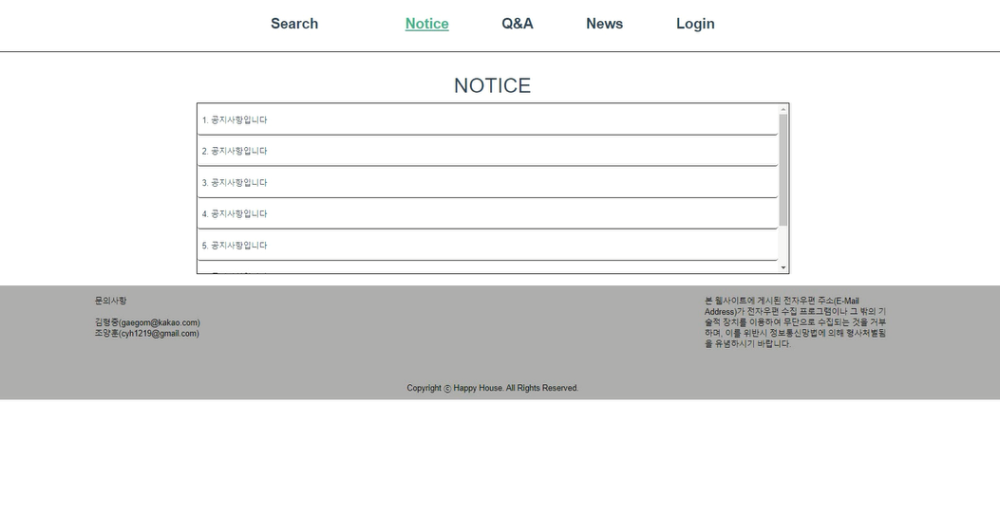 Search Notice Q&A News Login
NOTICE
1. 공지사항입니다
2. 공지사항입니다
3. 공지사항입니다
4. 공지사항입니다
5. 공지사항입니다
문의사항
김형중(gaegom@kakao.com)
조양훈(cyh1219@gmail.com)
본 웹사이트에 게시된 전자우편 주소(E-Mail
Address)가 전자우편 수집 프로그램이나 그 밖의 기
술적 장치를 이용하여 무단으로 수집되는 것을 거부
하며, 이를 위반시 정보통신망법에 의해 형사처벌됨
을 유념하시기 바랍니다.
Copyright ⓒ Happy House. All Rights Reserved.